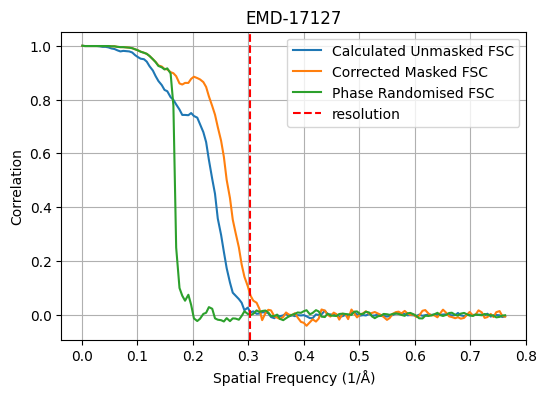 EMD-17127
Calculated Unmasked FSC
Corrected Masked FSC
Phase Randomised FSC
resolution
Correlation
1.0
0.8
0.6
0.4
0.2
0.0
0.0 0.1 0.2 0.3 0.4 0.5 0.6 0.7 0.8
Spatial Frequency (1/Å)